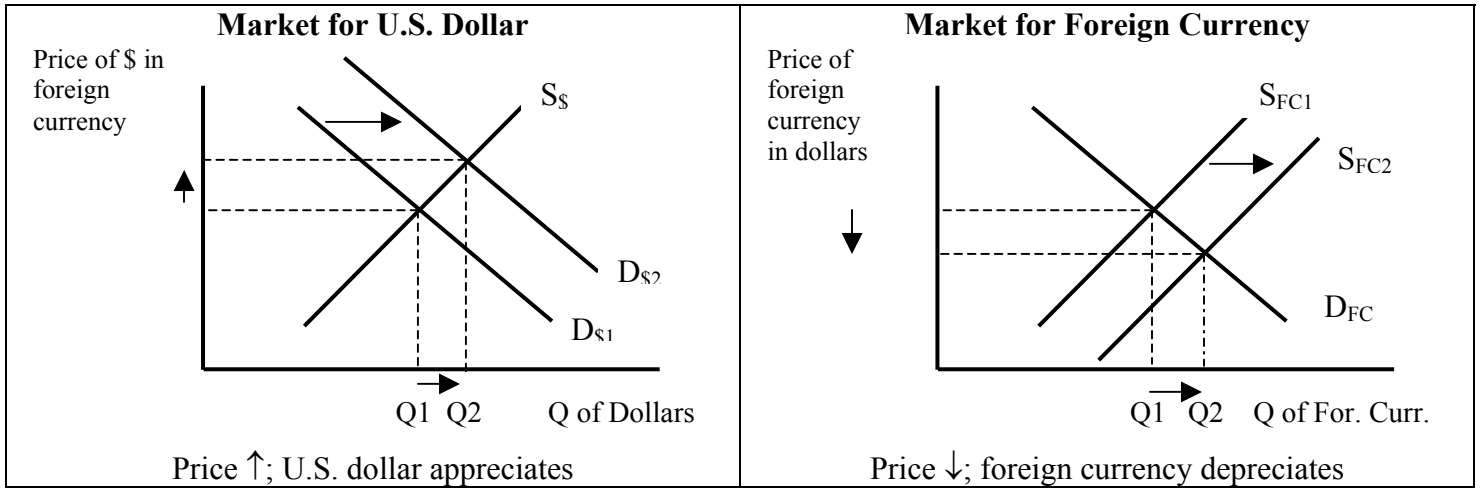 Market for U.S. Dollar
Price of $ in
foreign
currency
S$
D$2
D$1
Q1 Q2 Q of Dollars
Price ↑; U.S. dollar appreciates
Market for Foreign Currency
Price of
foreign
currency
in dollars
SFC1
SFC2
DFC
Q1 Q2 Q of For. Curr.
Price ↓; foreign currency depreciates